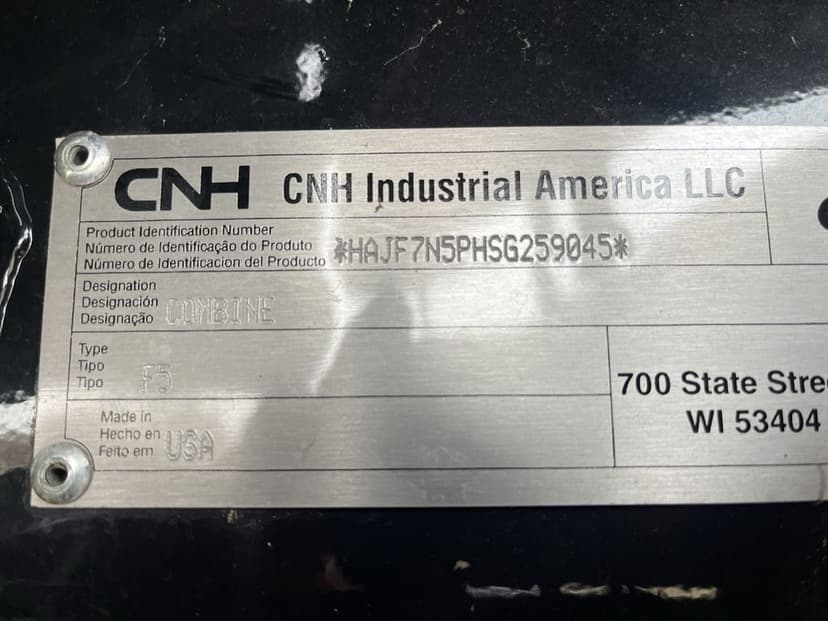 CNH CNH Industrial America LLC
Product Identification Number
Número de Identificação do Produto
Número de Identificacion del Producto *HAJF7N5PHSG259045*
Designation
Designación
Designação COMBINE
Type
Tipo
Tipo F5
Made in
Hecho en
Feito em USA
700 State Stree
WI 53404